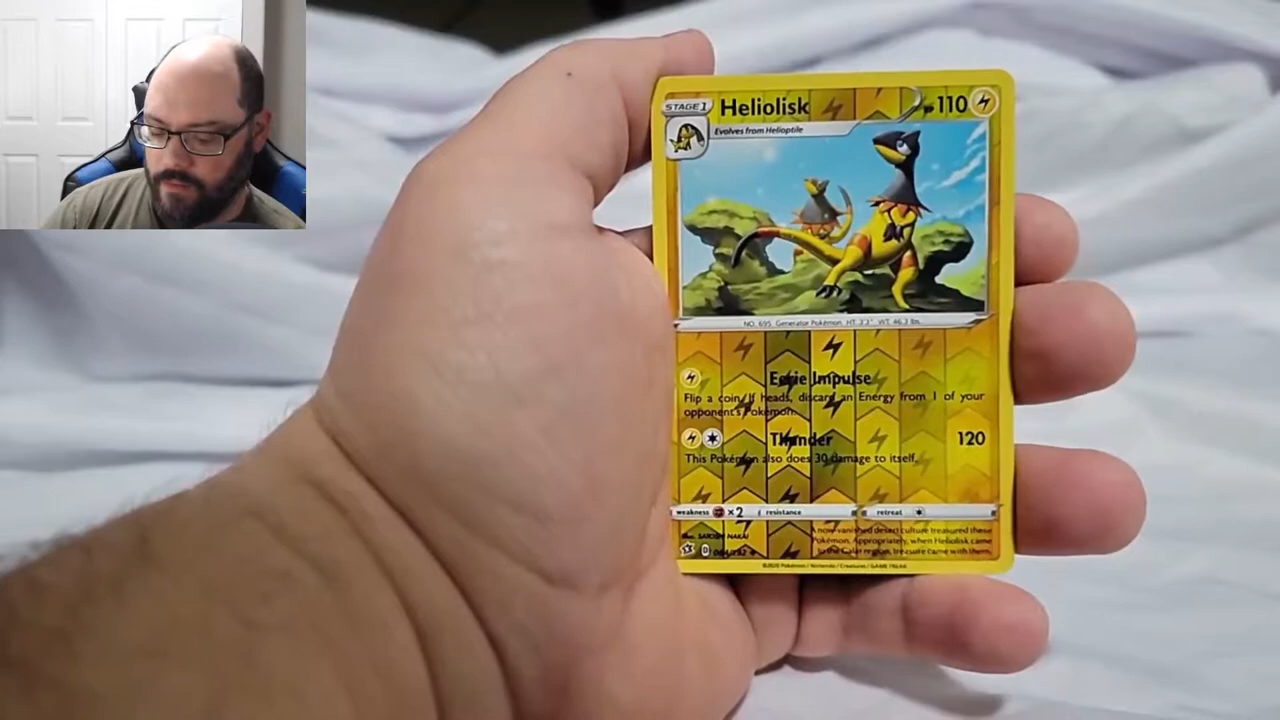 STAGE 1 Heliolisk HP 110
Evolves from Helioptile
NO. 695 Generator Pokémon HT: 3'3" WT: 46.3 lbs.
Eerie Impulse
Flip a coin. If heads, discard an Energy from 1 of your
opponent's Pokémon.
Thunder 120
This Pokémon also does 30 damage to itself.
weakness ×2 resistance retreat
Illus. SATOSHI NAKAI
A now-vanished desert culture treasured these
Pokémon. Appropriately, when Heliolisk came
to the Galar region, treasure came with them.
D
©2020 Pokémon / Nintendo / Creatures / GAME FREAK